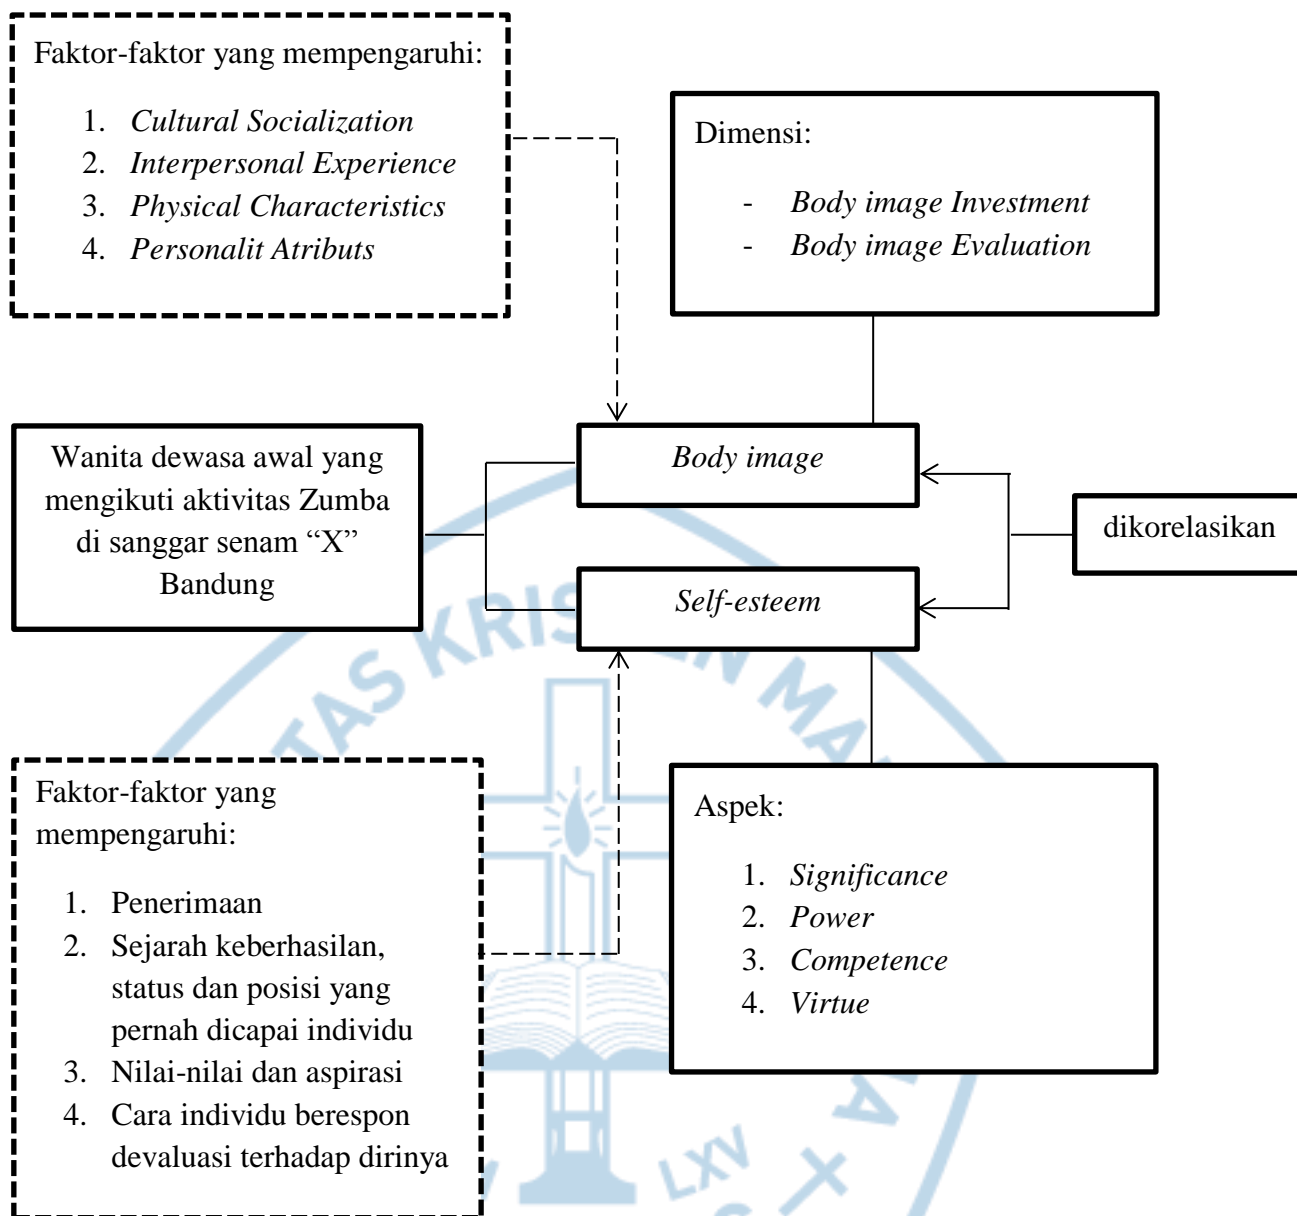 Faktor-faktor yang mempengaruhi:
1. Cultural Socialization
2. Interpersonal Experience
3. Physical Characteristics
4. Personalit Atributs
Dimensi:
- Body image Investment
- Body image Evaluation
Wanita dewasa awal yang
mengikuti aktivitas Zumba
di sanggar senam “X”
Bandung
Body image
Self-esteem
dikorelasikan
Faktor-faktor yang
mempengaruhi:
1. Penerimaan
2. Sejarah keberhasilan,
status dan posisi yang
pernah dicapai individu
3. Nilai-nilai dan aspirasi
4. Cara individu berespon
devaluasi terhadap dirinya
Aspek:
1. Significance
2. Power
3. Competence
4. Virtue
TAS KRISTEN MA
LXV